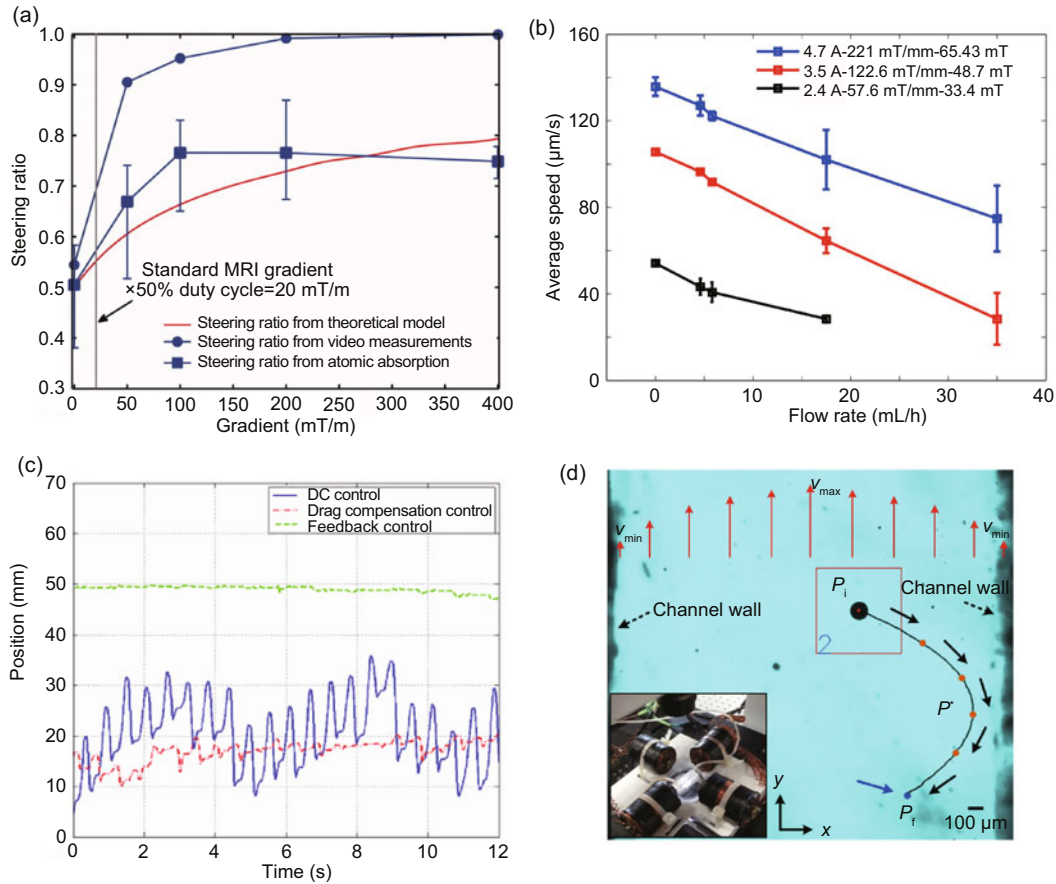 (a)
1.0
0.9
0.8
0.7
0.6
0.5
0.4
0.3
Steering ratio
Standard MRI gradient
×50% duty cycle=20 mT/m
Steering ratio from theoretical model
Steering ratio from video measurements
Steering ratio from atomic absorption
0 50 100 150 200 250 300 350 400
Gradient (mT/m)
(b)
160
120
80
40
0
Average speed (μm/s)
4.7 A-221 mT/mm-65.43 mT
3.5 A-122.6 mT/mm-48.7 mT
2.4 A-57.6 mT/mm-33.4 mT
0 10 20 30 40
Flow rate (mL/h)
(c)
70
60
50
40
30
20
10
0
Position (mm)
DC control
Drag compensation control
Feedback control
0 2 4 6 8 10 12
Time (s)
(d)
vmax
vmin
vmin
Pi
Channel wall
Channel wall
2
P*
Pf
y
x
100 μm